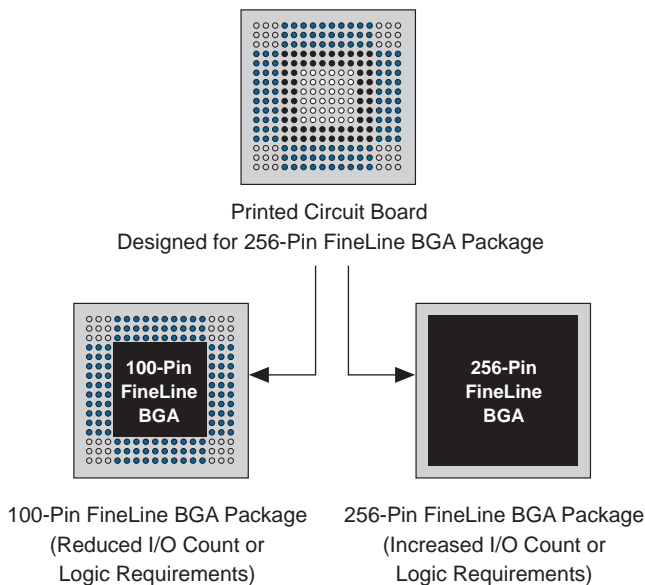 Printed Circuit Board
Designed for 256-Pin FineLine BGA Package
100-Pin
FineLine
BGA
256-Pin
FineLine
BGA
100-Pin FineLine BGA Package
(Reduced I/O Count or
Logic Requirements)
256-Pin FineLine BGA Package
(Increased I/O Count or
Logic Requirements)